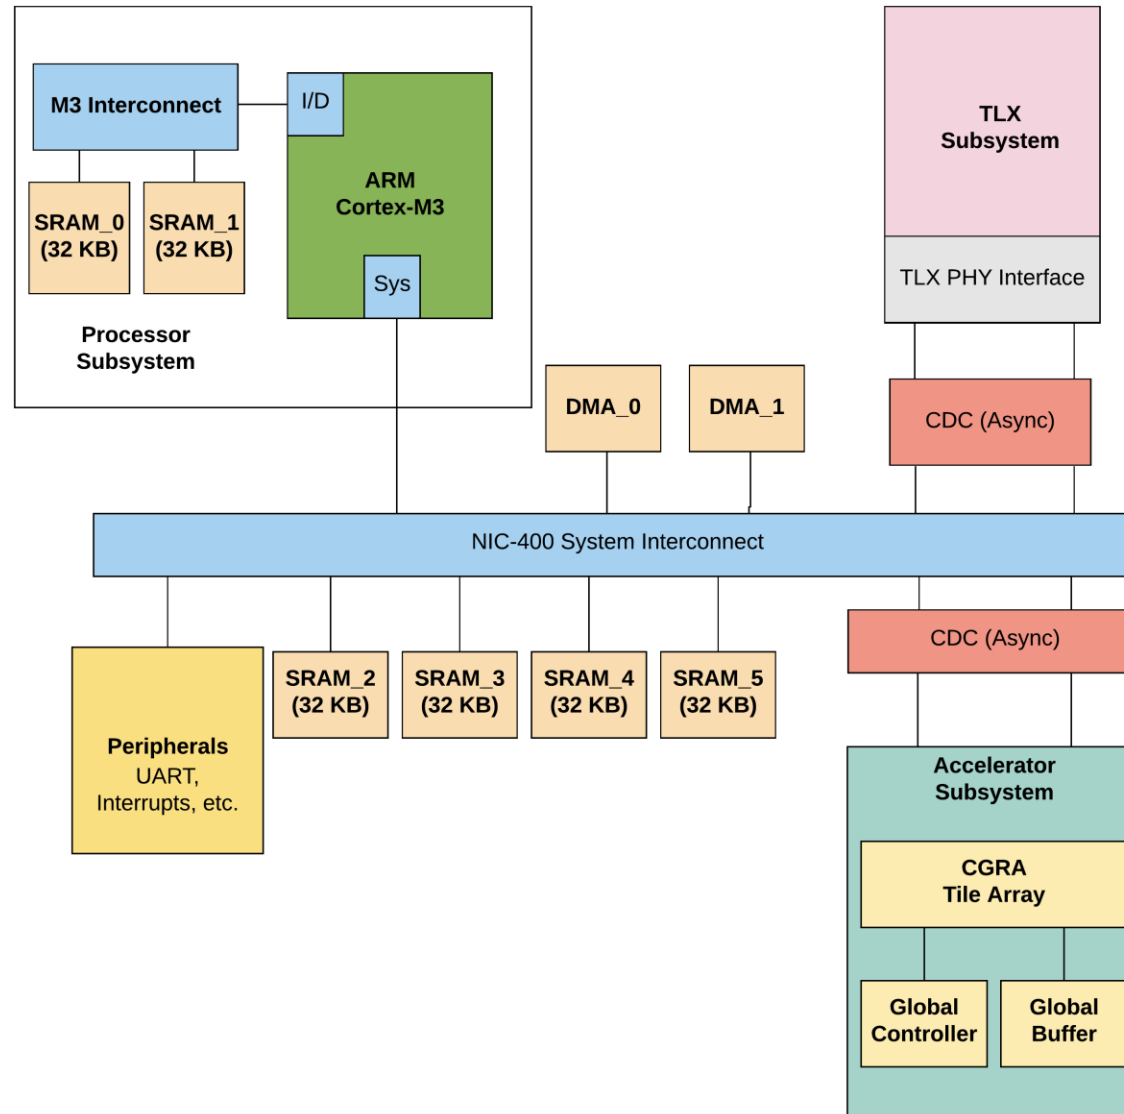 M3 Interconnect
I/D
ARM
Cortex-M3
SRAM_0
(32 KB)
SRAM_1
(32 KB)
Sys
Processor
Subsystem
TLX
Subsystem
TLX PHY Interface
DMA_0
DMA_1
CDC (Async)
NIC-400 System Interconnect
CDC (Async)
SRAM_2
(32 KB)
SRAM_3
(32 KB)
SRAM_4
(32 KB)
SRAM_5
(32 KB)
Peripherals
UART,
Interrupts, etc.
Accelerator
Subsystem
CGRA
Tile Array
Global
Controller
Global
Buffer